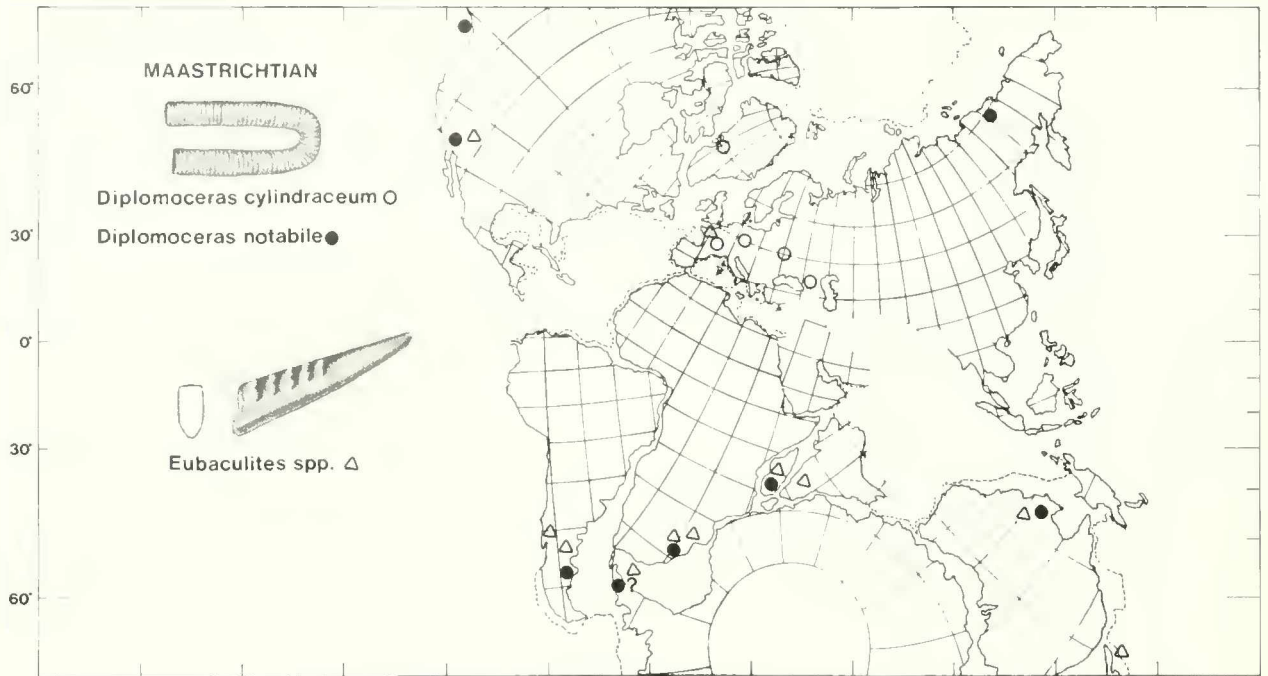 MAASTRICHTIAN
Diplomoceras cylindraceum ○
Diplomoceras notabile ●
Eubaculites spp. △
60°
30°
0°
30°
60°
?